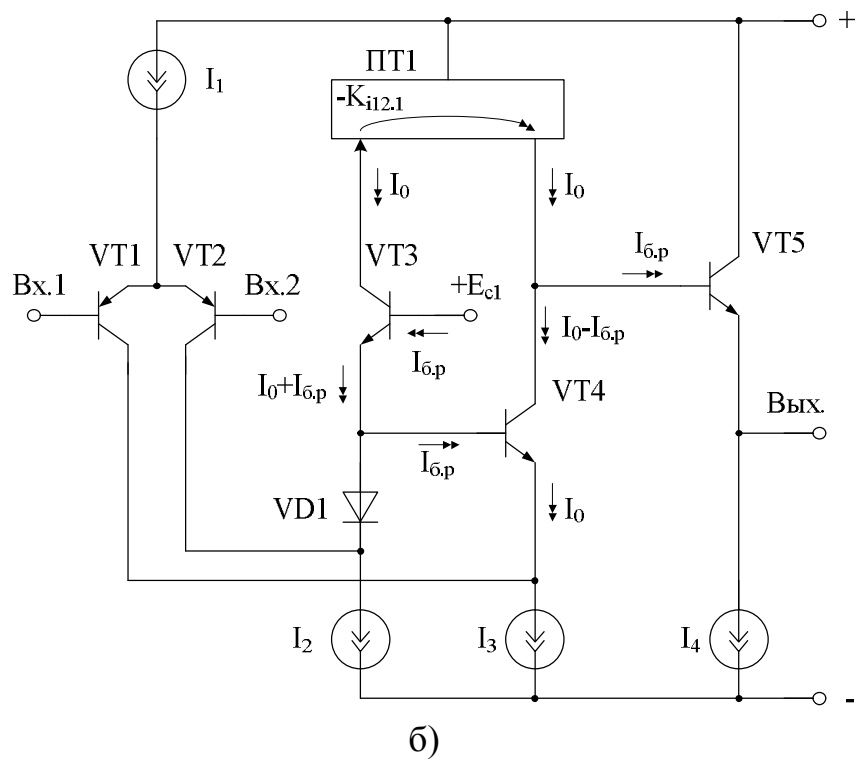 +
ПТ1
I₁
-Kᵢ₁₂.₁
I₀
I₀
VT1
VT2
VT3
Iб.р
VT5
Вх.1
Вх.2
+Eс1
I₀-Iб.р
Iб.р
I₀+Iб.р
VT4
Вых.
Iб.р
VD1
I₀
I₂
I₃
I₄
-
б)